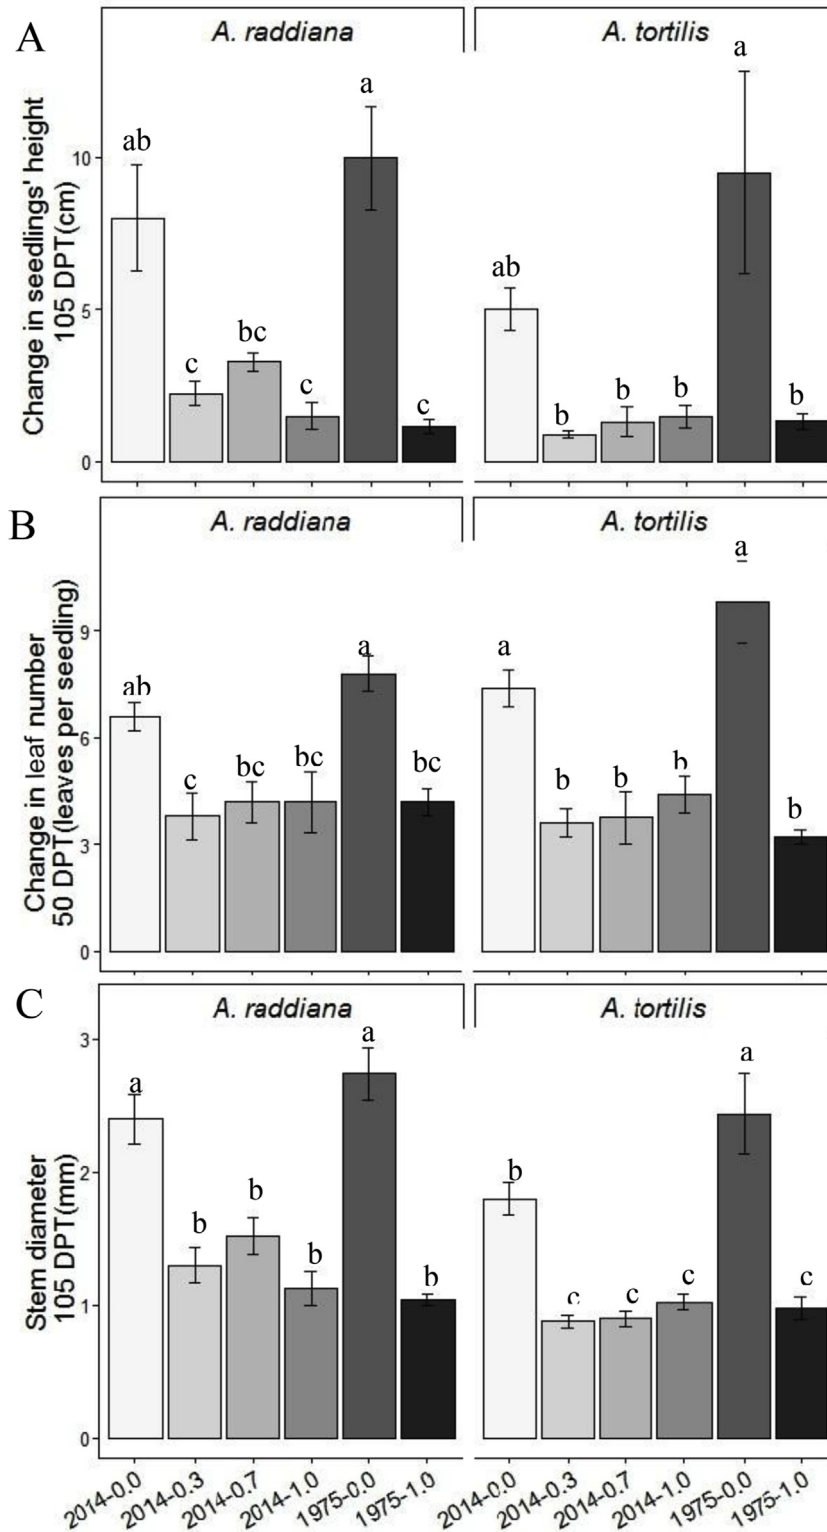 A
A. raddiana
A. tortilis
Change in seedlings' height
105 DPT(cm)
10
5
0
ab
c
bc
c
a
c
ab
b
b
b
a
b
B
A. raddiana
A. tortilis
Change in leaf number
50 DPT(leaves per seedling)
9
6
3
0
ab
c
bc
bc
a
bc
a
b
b
b
a
b
C
A. raddiana
A. tortilis
Stem diameter
105 DPT(mm)
3
2
1
0
a
b
b
b
a
b
b
c
c
c
a
c
2014-0.0
2014-0.3
2014-0.7
2014-1.0
1975-0.0
1975-1.0
2014-0.0
2014-0.3
2014-0.7
2014-1.0
1975-0.0
1975-1.0